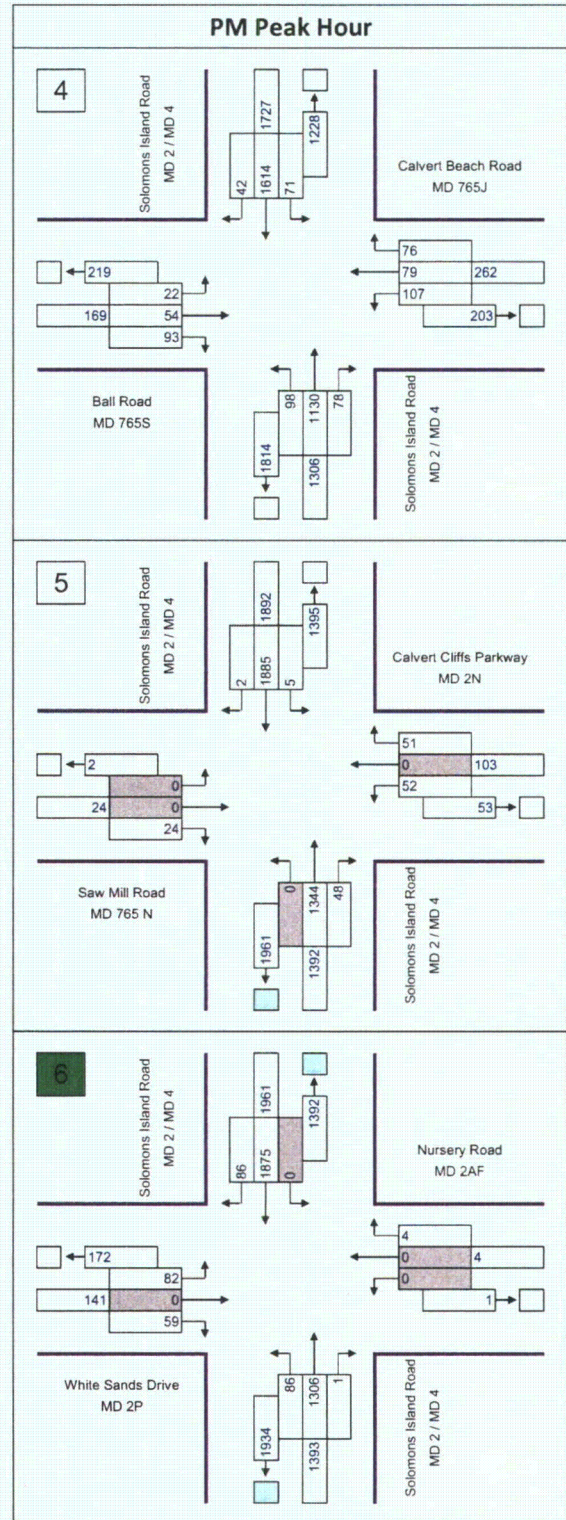 PM Peak Hour
4
Solomons Island Road
MD 2 / MD 4
1727
1228
42
1614
71
Calvert Beach Road
MD 765J
219
22
169
54
93
76
79
262
107
203
Ball Road
MD 765S
98
1130
78
1814
1306
Solomons Island Road
MD 2 / MD 4
5
Solomons Island Road
MD 2 / MD 4
1892
1395
2
1885
5
Calvert Cliffs Parkway
MD 2N
2
0
24
0
24
51
0
103
52
53
Saw Mill Road
MD 765 N
0
1344
48
1961
1392
Solomons Island Road
MD 2 / MD 4
6
Solomons Island Road
MD 2 / MD 4
1961
1392
86
1875
0
Nursery Road
MD 2AF
172
82
141
0
59
4
0
4
0
1
White Sands Drive
MD 2P
86
1306
1
1934
1393
Solomons Island Road
MD 2 / MD 4